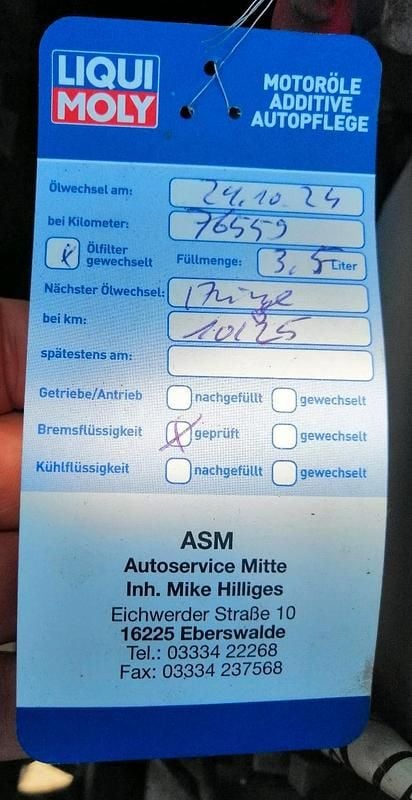 LIQUI
MOLY
MOTORÖLE
ADDITIVE
AUTOPFLEGE
Ölwechsel am: 24.10.24
bei Kilometer: 76559
x Ölfilter
gewechselt Füllmenge: 3,5 Liter
Nächster Ölwechsel:
bei km: 10/25
spätestens am:
Getriebe/Antrieb nachgefüllt gewechselt
Bremsflüssigkeit X geprüft gewechselt
Kühlflüssigkeit nachgefüllt gewechselt
ASM
Autoservice Mitte
Inh. Mike Hilliges
Eichwerder Straße 10
16225 Eberswalde
Tel.: 03334 22268
Fax: 03334 237568